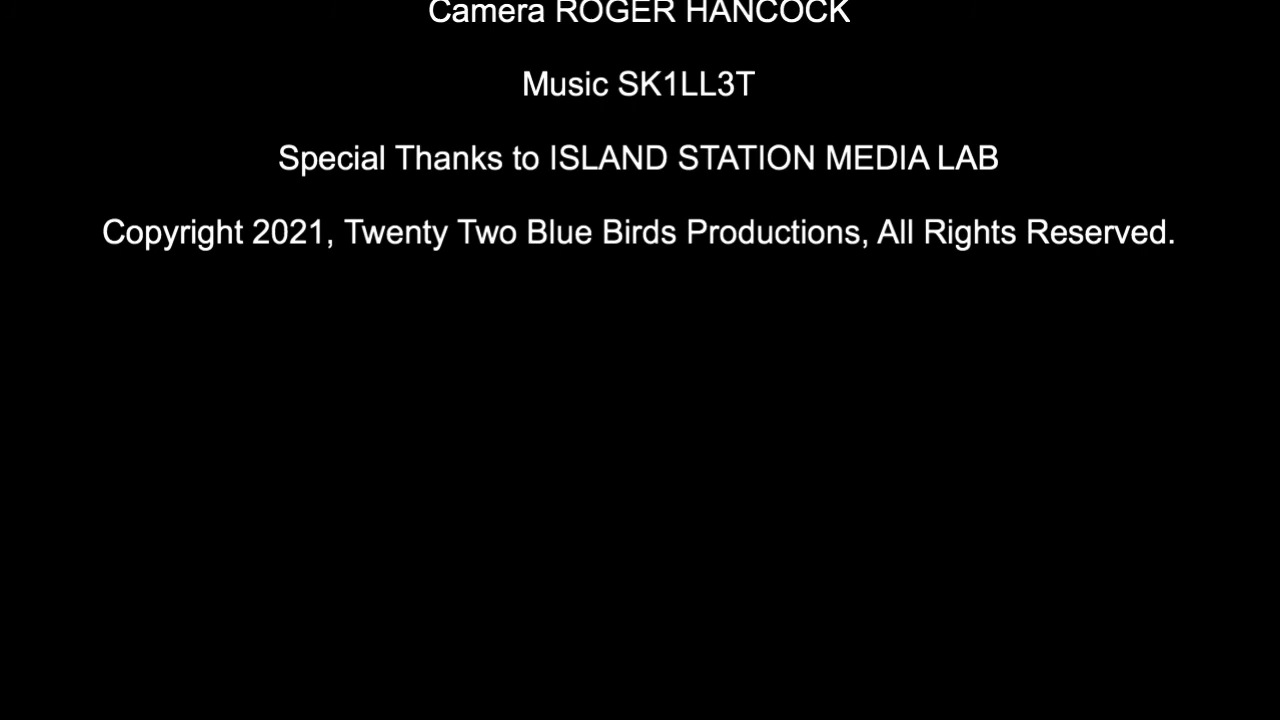 Camera ROGER HANCOCK
Music SK1LL3T
Special Thanks to ISLAND STATION MEDIA LAB
Copyright 2021, Twenty Two Blue Birds Productions, All Rights Reserved.